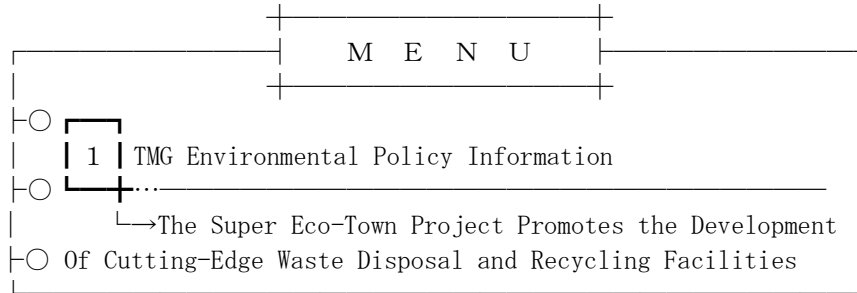 M E N U
1 TMG Environmental Policy Information
…
→The Super Eco-Town Project Promotes the Development
Of Cutting-Edge Waste Disposal and Recycling Facilities